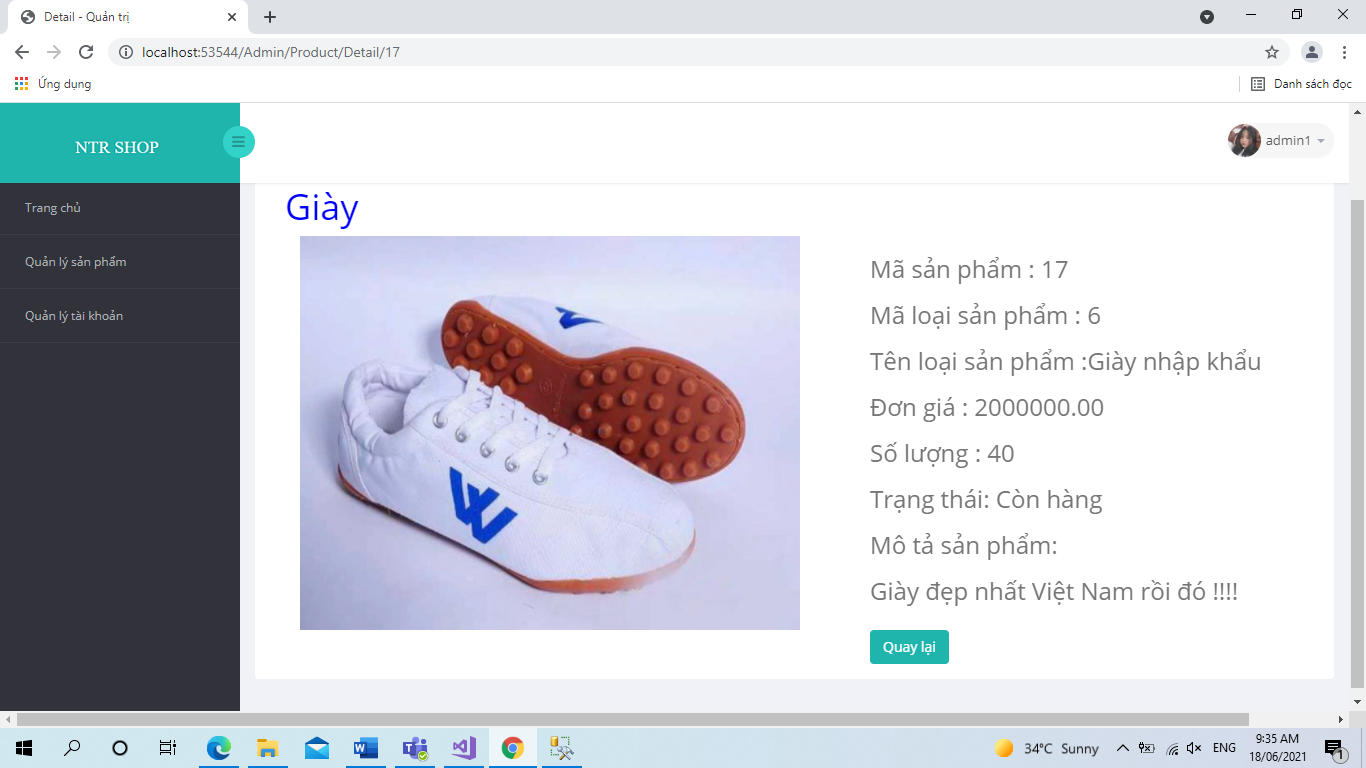 Detail - Quản trị
localhost:53544/Admin/Product/Detail/17
Ứng dụng
Danh sách đọc
NTR SHOP
admin1
Trang chủ
Quản lý sản phẩm
Quản lý tài khoản
Giày
Mã sản phẩm : 17
Mã loại sản phẩm : 6
Tên loại sản phẩm :Giày nhập khẩu
Đơn giá : 2000000.00
Số lượng : 40
Trạng thái: Còn hàng
Mô tả sản phẩm:
Giày đẹp nhất Việt Nam rồi đó !!!!
Quay lại
34°C Sunny
ENG
9:35 AM
18/06/2021
1